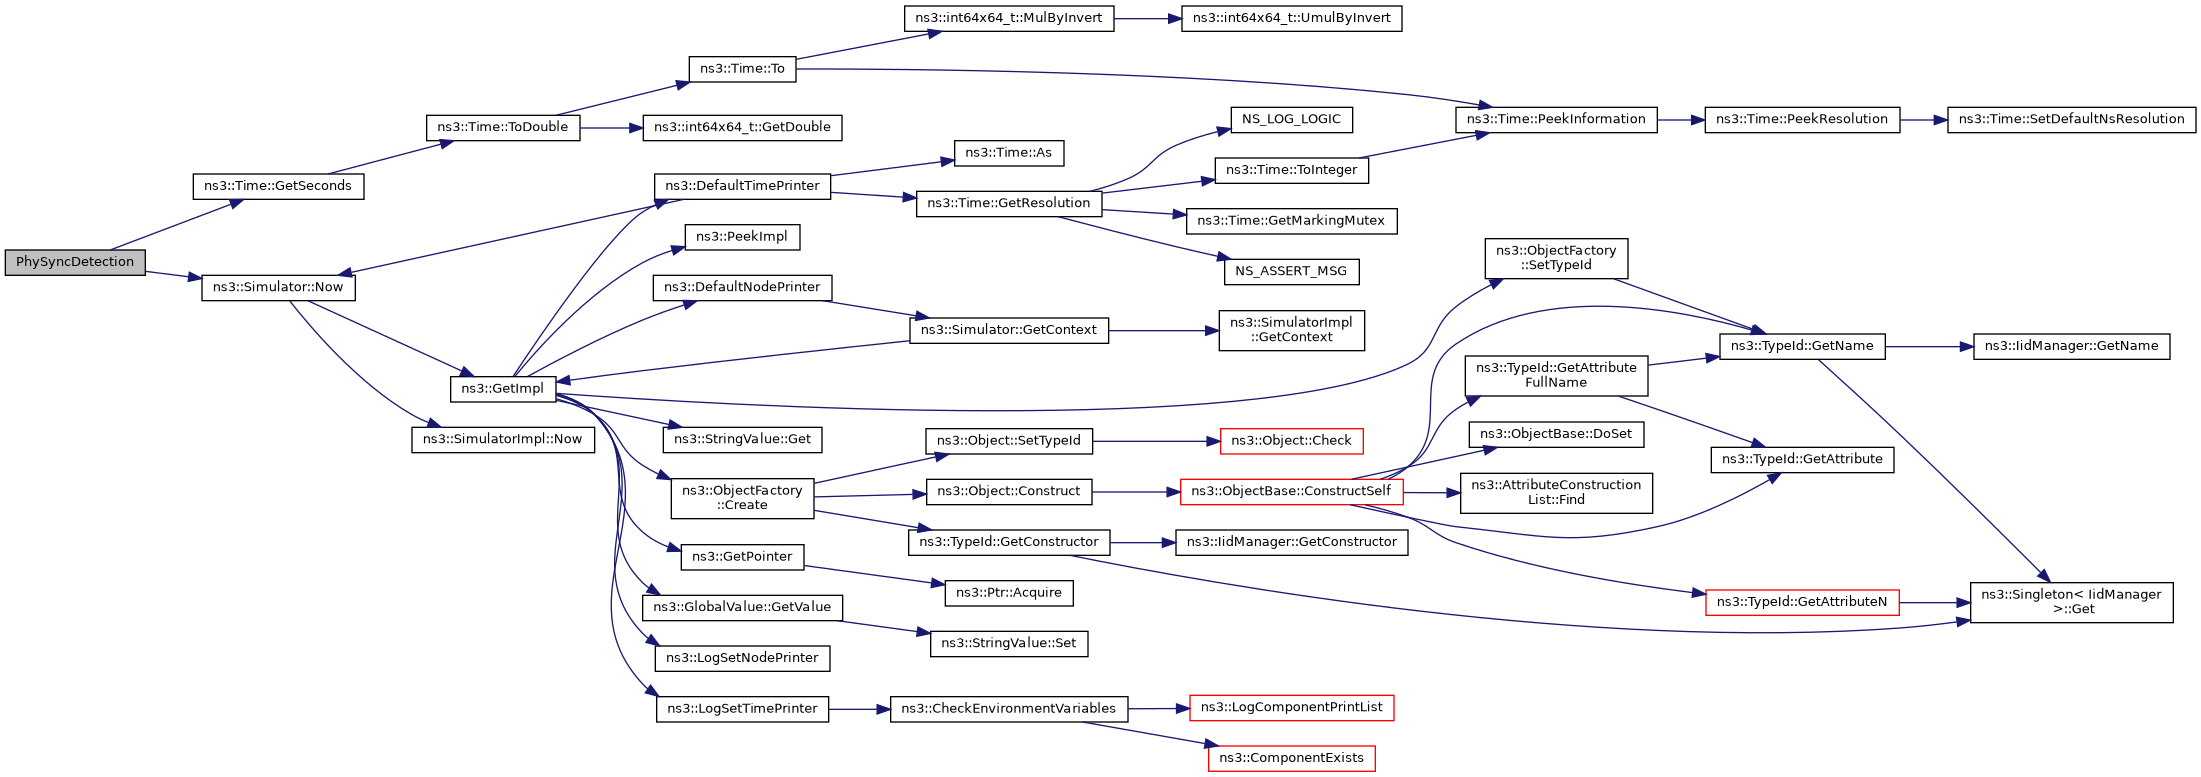 PhySyncDetection
ns3::Time::GetSeconds
ns3::Time::ToDouble
ns3::Time::To
ns3::int64x64_t::MulByInvert
ns3::int64x64_t::UmulByInvert
ns3::Time::PeekInformation
ns3::Time::PeekResolution
ns3::Time::SetDefaultNsResolution
ns3::int64x64_t::GetDouble
ns3::Simulator::Now
ns3::GetImpl
ns3::SimulatorImpl::Now
ns3::DefaultTimePrinter
ns3::Time::As
ns3::Time::GetResolution
NS_LOG_LOGIC
ns3::Time::ToInteger
ns3::Time::GetMarkingMutex
NS_ASSERT_MSG
ns3::PeekImpl
ns3::DefaultNodePrinter
ns3::Simulator::GetContext
ns3::SimulatorImpl
::GetContext
ns3::ObjectFactory
::SetTypeId
ns3::TypeId::GetName
ns3::IidManager::GetName
ns3::TypeId::GetAttribute
FullName
ns3::StringValue::Get
ns3::ObjectFactory
::Create
ns3::Object::SetTypeId
ns3::Object::Check
ns3::Object::Construct
ns3::ObjectBase::ConstructSelf
ns3::ObjectBase::DoSet
ns3::AttributeConstruction
List::Find
ns3::TypeId::GetAttribute
ns3::TypeId::GetConstructor
ns3::IidManager::GetConstructor
ns3::TypeId::GetAttributeN
ns3::Singleton< IidManager
>::Get
ns3::GetPointer
ns3::Ptr::Acquire
ns3::GlobalValue::GetValue
ns3::StringValue::Set
ns3::LogSetNodePrinter
ns3::LogSetTimePrinter
ns3::CheckEnvironmentVariables
ns3::LogComponentPrintList
ns3::ComponentExists